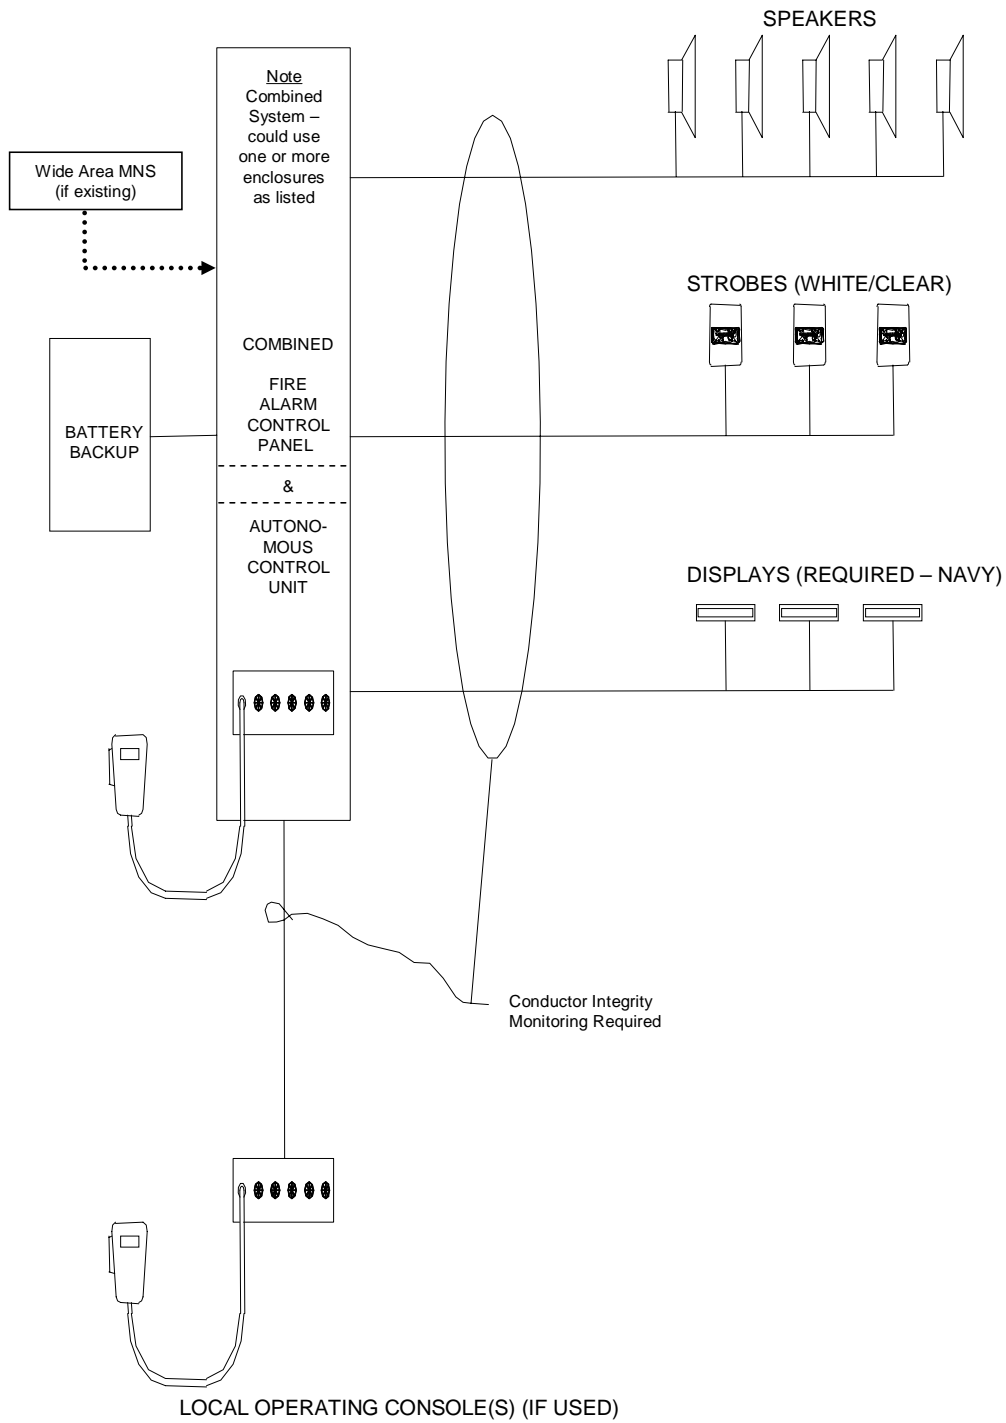 SPEAKERS
Note
Combined
System –
could use
one or more
enclosures
as listed
Wide Area MNS
(if existing)
STROBES (WHITE/CLEAR)
COMBINED
FIRE
ALARM
CONTROL
PANEL
BATTERY
BACKUP
&
AUTONO-
MOUS
CONTROL
UNIT
DISPLAYS (REQUIRED – NAVY)
Conductor Integrity
Monitoring Required
LOCAL OPERATING CONSOLE(S) (IF USED)